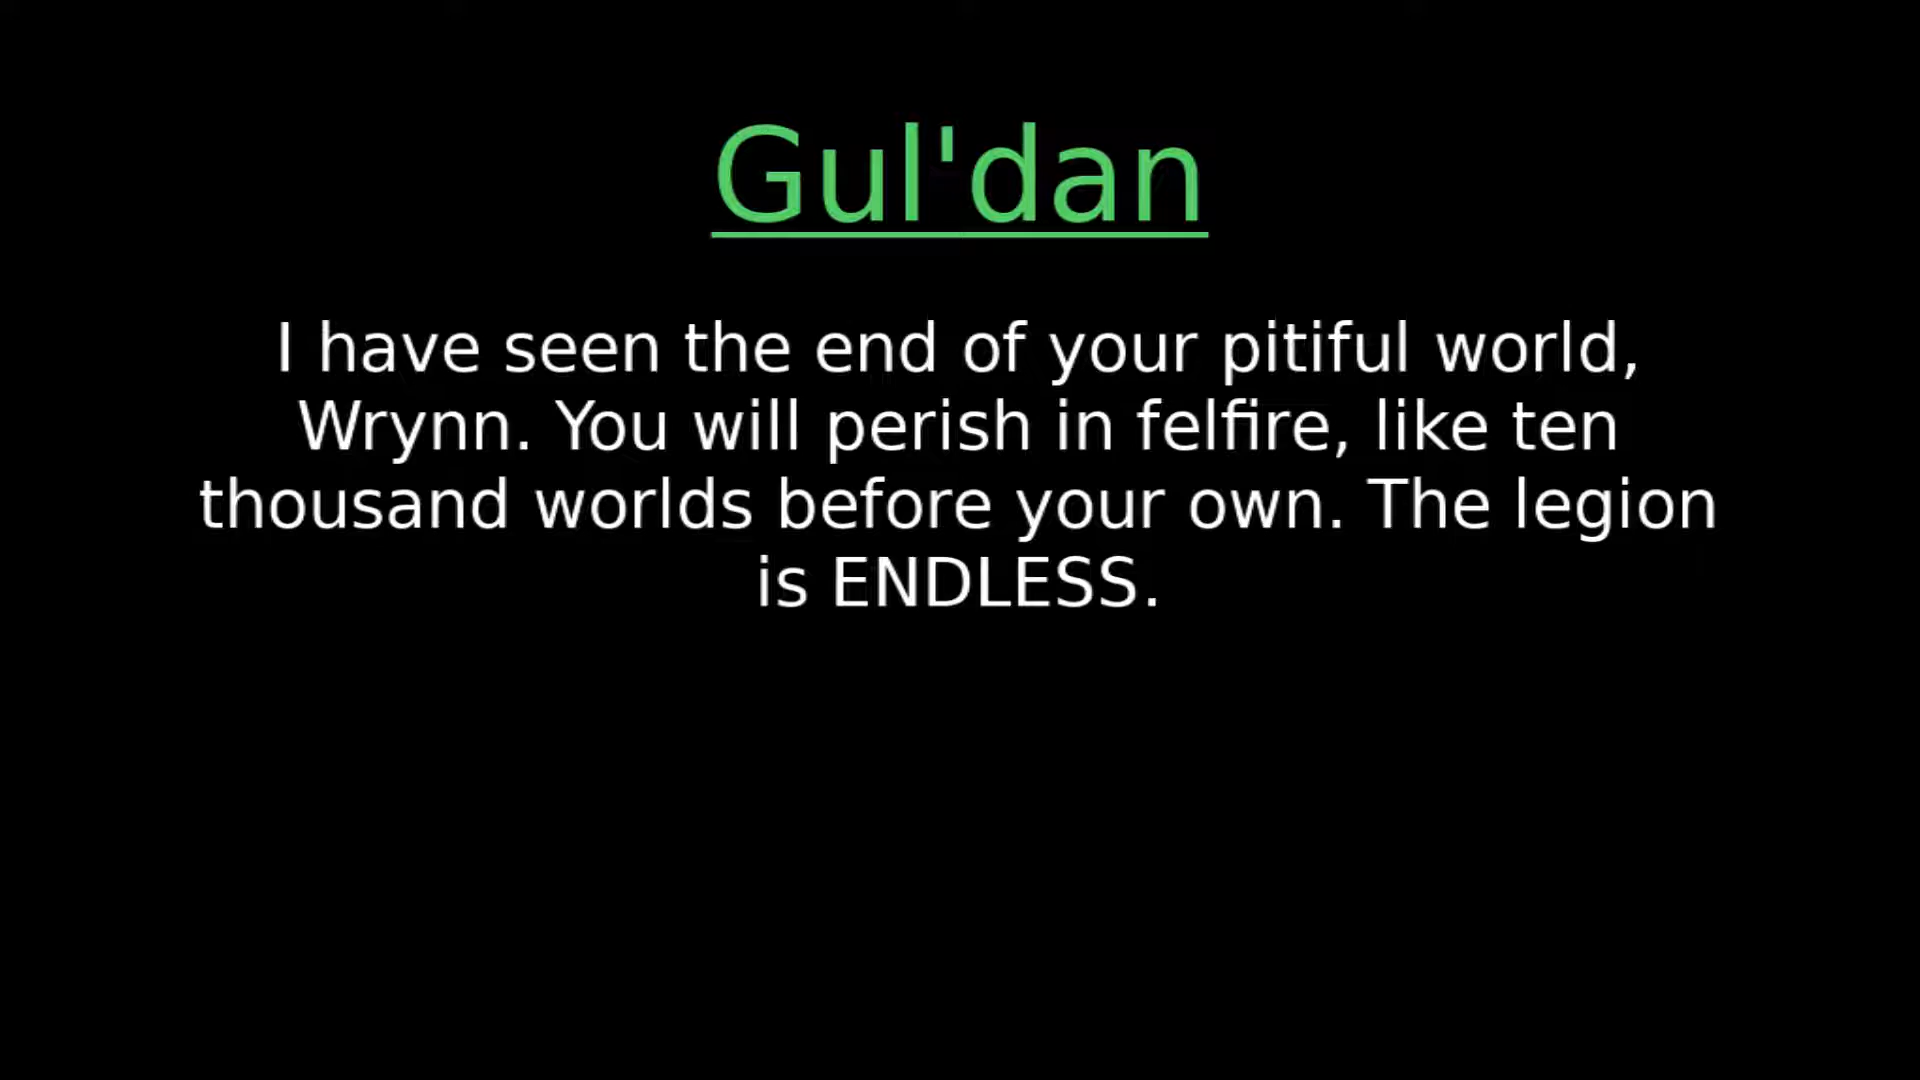 Gul'dan
I have seen the end of your pitiful world,
Wrynn. You will perish in felfire, like ten
thousand worlds before your own. The legion
is ENDLESS.